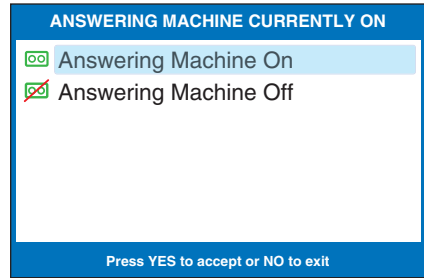 ANSWERING MACHINE CURRENTLY ON
Answering Machine On
Answering Machine Off
Press YES to accept or NO to exit